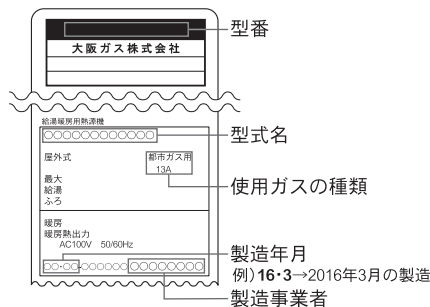 型番
大阪ガス株式会社
給湯暖房用熱源機
○○○○○○○○○○○○
型式名
屋外式
都市ガス用
13A
最大
給湯
ふろ
使用ガスの種類
暖房
暖房熱出力
AC100V 50/60Hz
製造年月
例）16・3→2016年3月の製造
○○・○○-○○○○○○○○○○○○○○
製造事業者